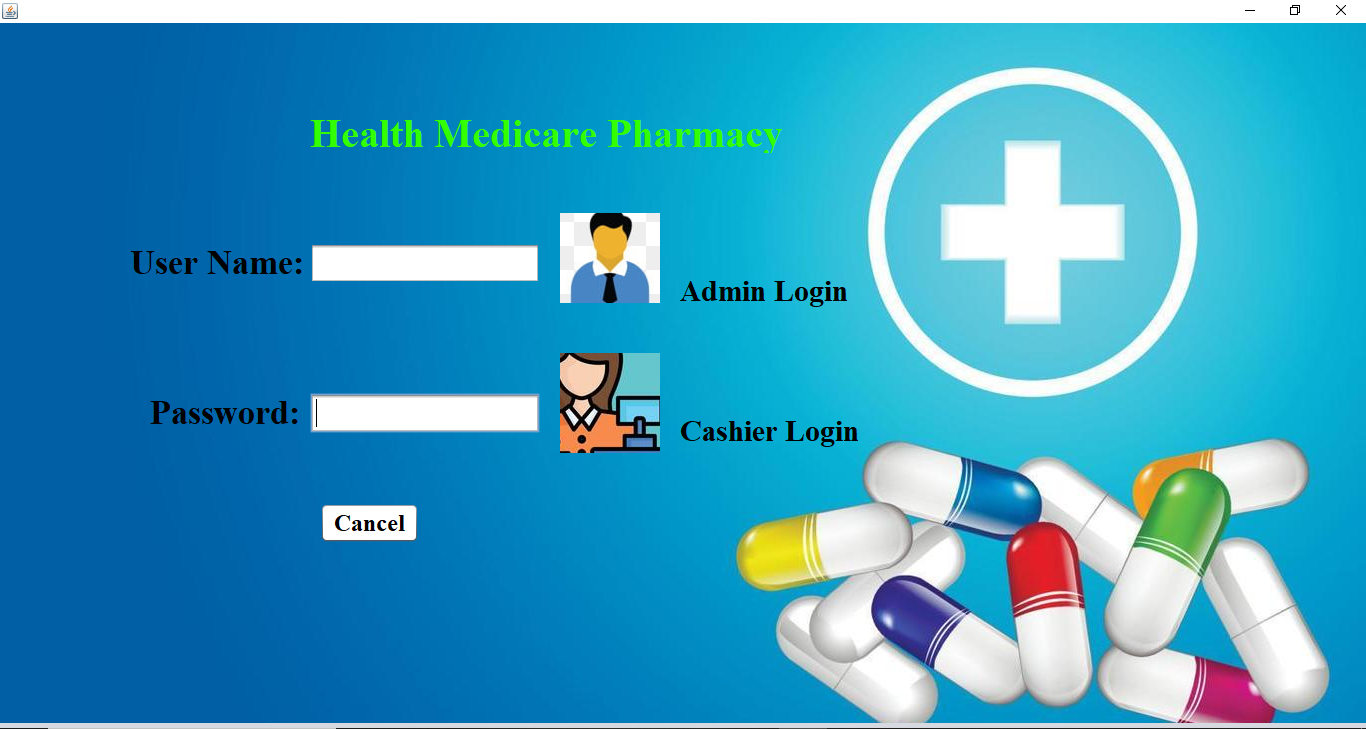 Health Medicare Pharmacy
User Name:
Admin Login
Password:
Cashier Login
Cancel